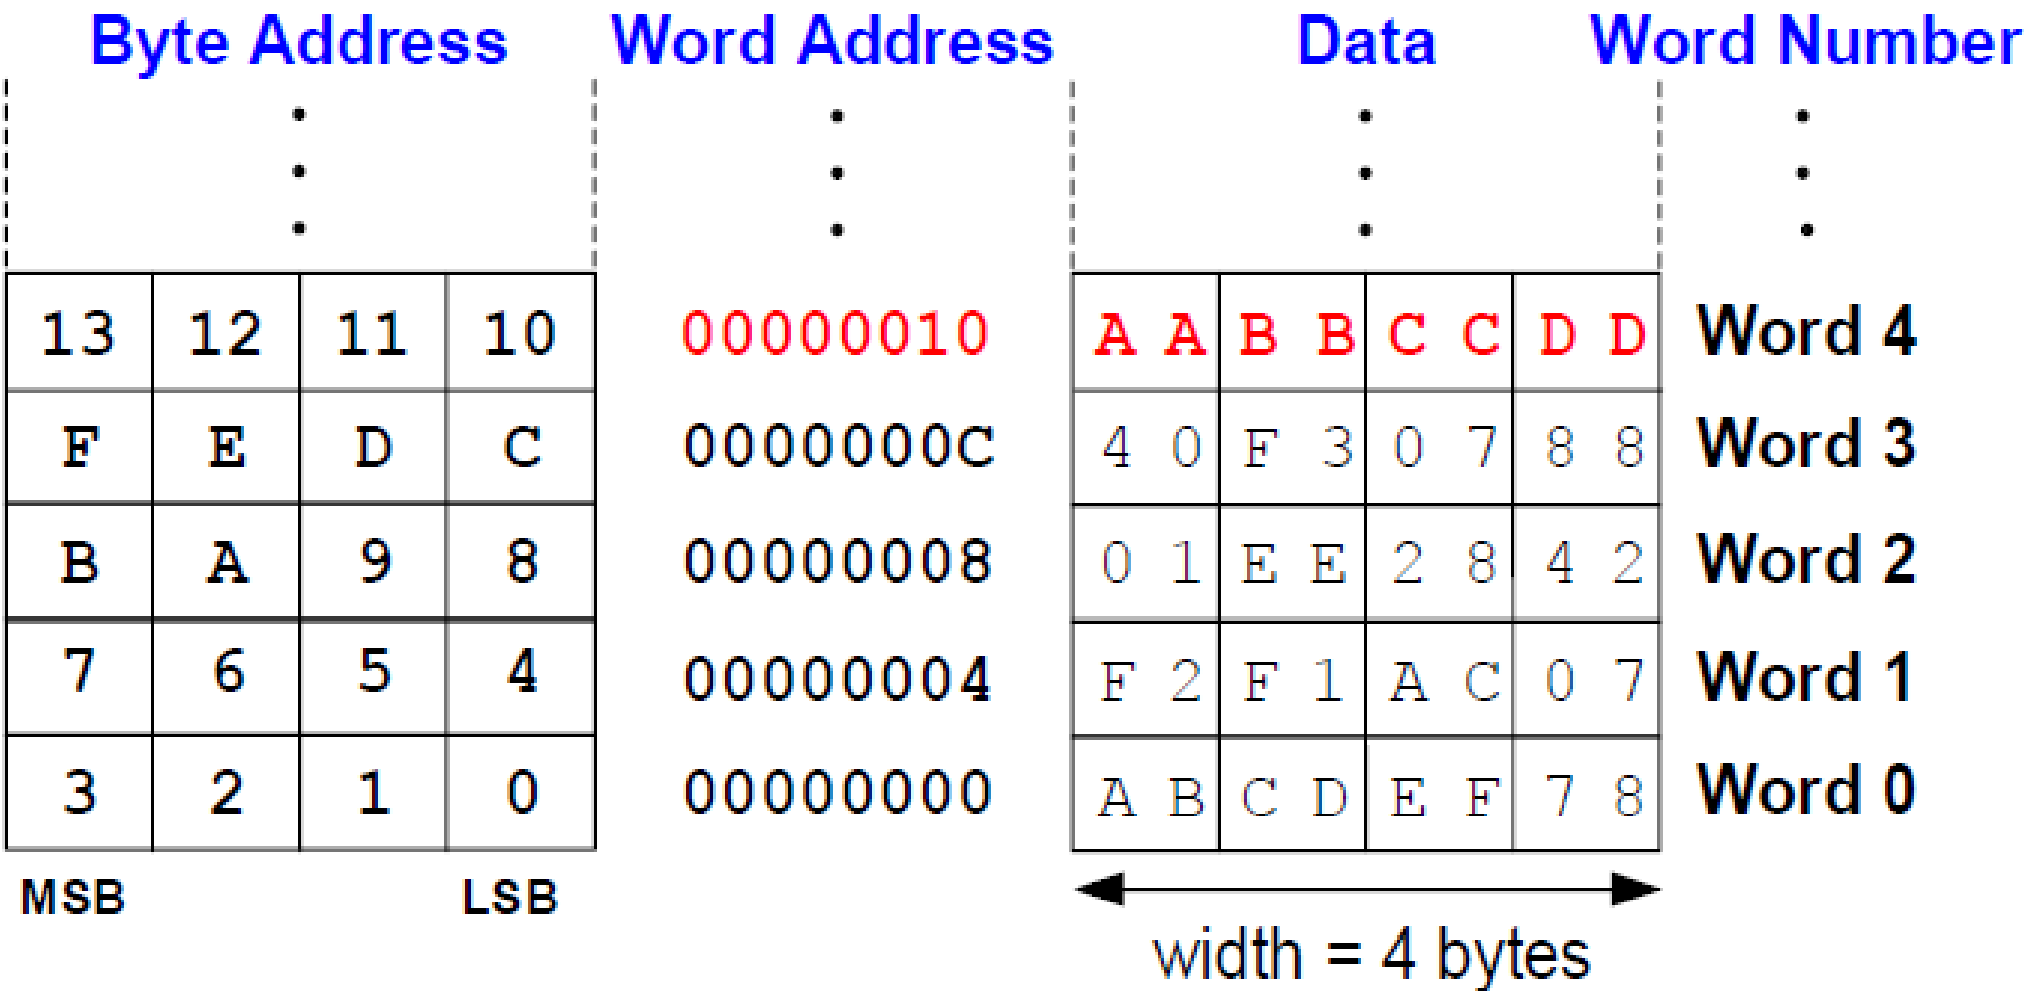 Byte Address Word Address Data Word Number
13 12 11 10 00000010 A A B B C C D D Word 4
F E D C 0000000C 4 0 F 3 0 7 8 8 Word 3
B A 9 8 00000008 0 1 E E 2 8 4 2 Word 2
7 6 5 4 00000004 F 2 F 1 A C 0 7 Word 1
3 2 1 0 00000000 A B C D E F 7 8 Word 0
MSB LSB
width = 4 bytes